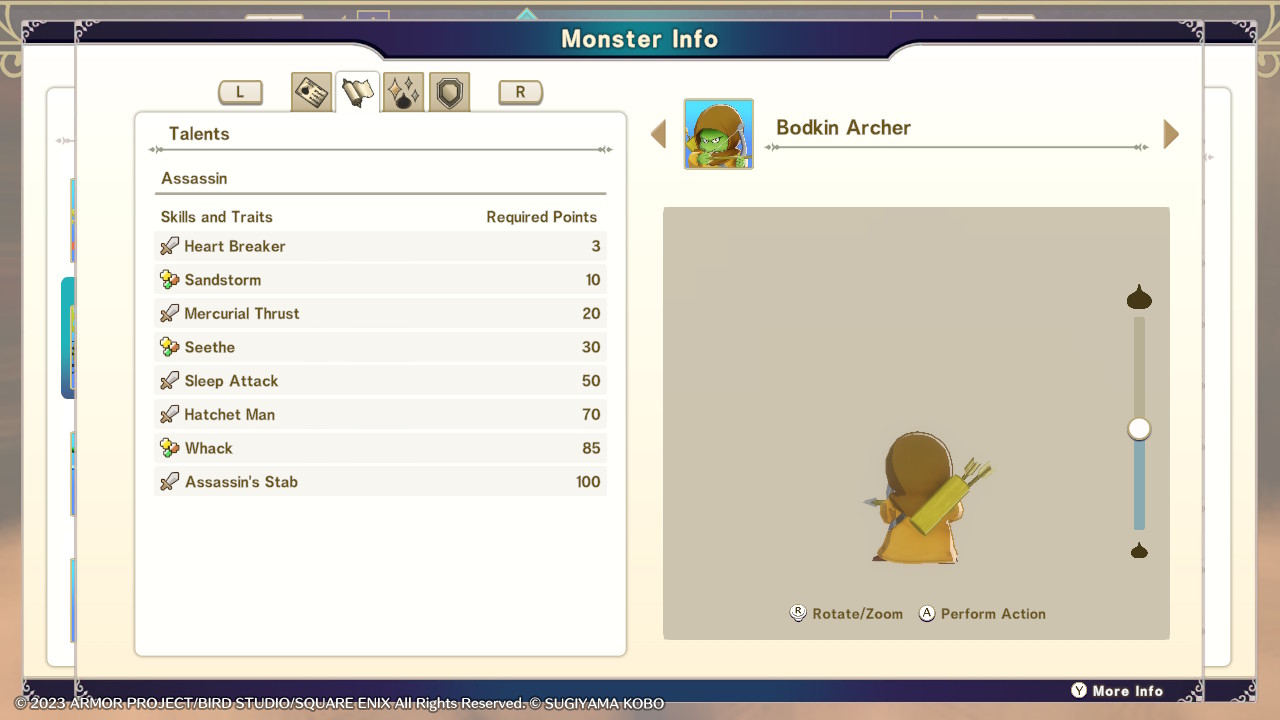 Monster Info
L
R
Talents
Assassin
Skills and Traits Required Points
Heart Breaker 3
Sandstorm 10
Mercurial Thrust 20
Seethe 30
Sleep Attack 50
Hatchet Man 70
Whack 85
Assassin's Stab 100
Bodkin Archer
R Rotate/Zoom A Perform Action
Y More Info
© 2023 ARMOR PROJECT/BIRD STUDIO/SQUARE ENIX All Rights Reserved. © SUGIYAMA KOBO